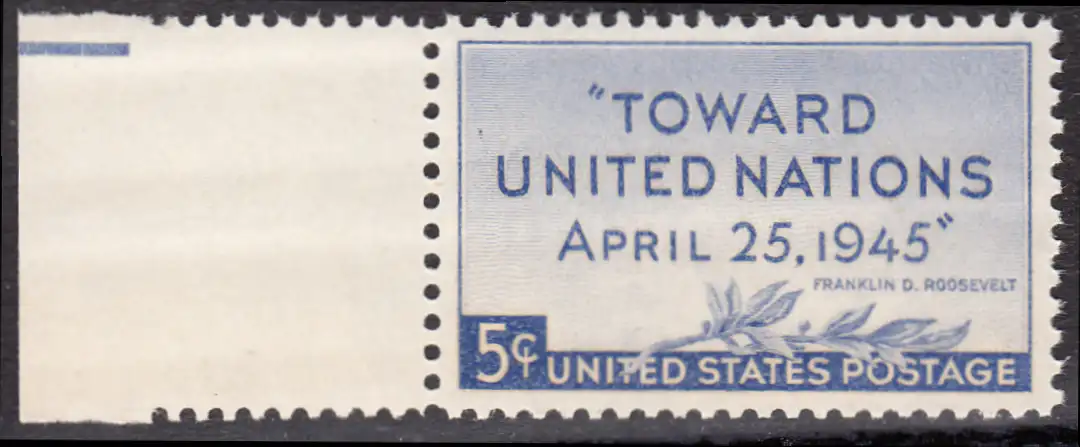 "TOWARD
UNITED NATIONS
APRIL 25, 1945"
FRANKLIN D. ROOSEVELT
5¢ UNITED STATES POSTAGE